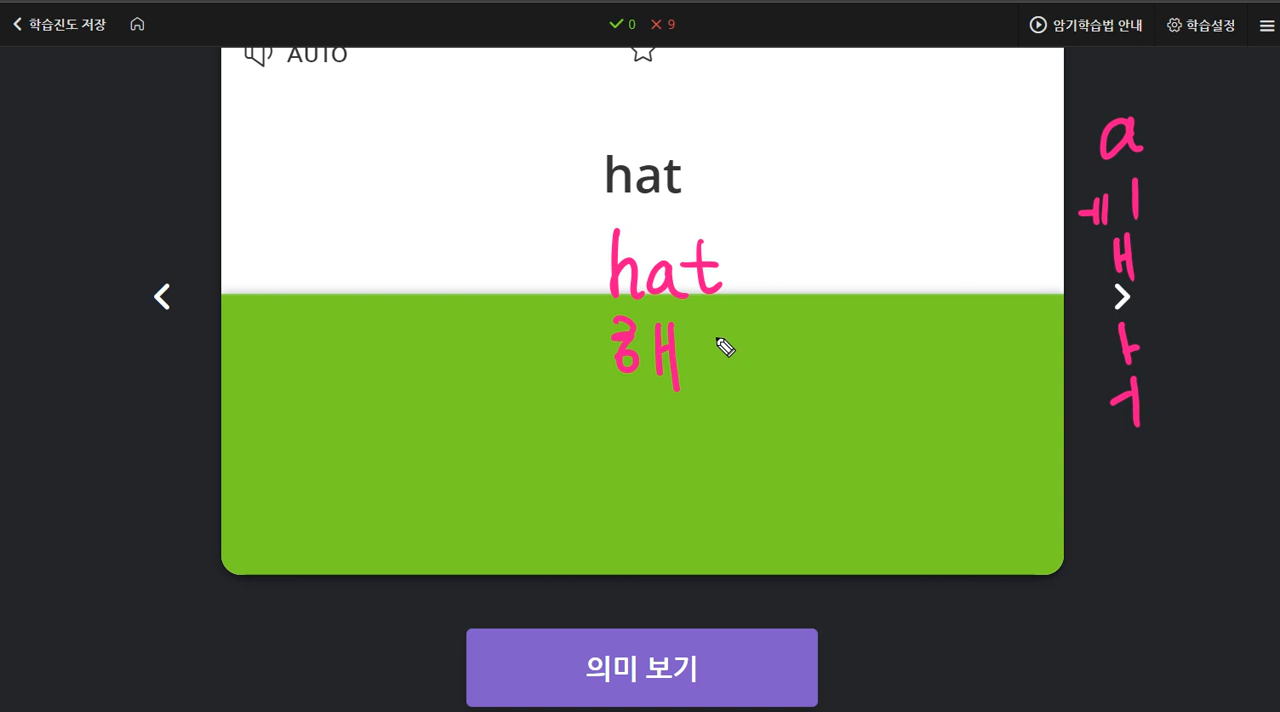 학습진도 저장 0 9 암기학습법 안내 학습설정
AUTO
hat
hat
해
a
ㅔ ㅣ
ㅐ
ㅏ
ㅓ
의미 보기